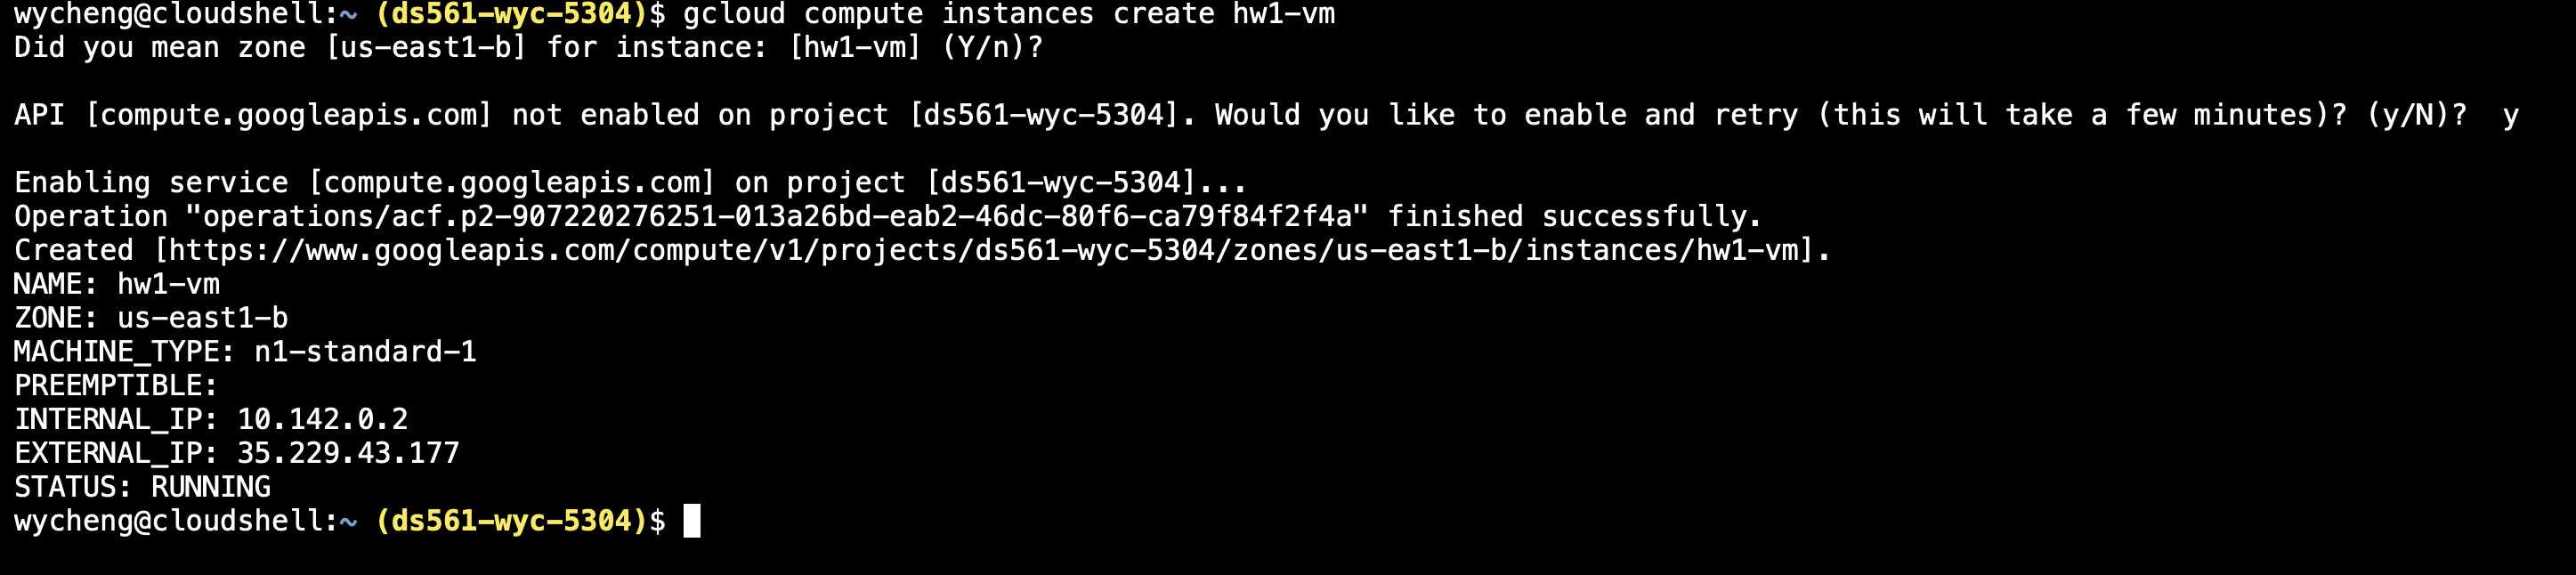 wycheng@cloudshell:~ (ds561-wyc-5304)$ gcloud compute instances create hw1-vm
Did you mean zone [us-east1-b] for instance: [hw1-vm] (Y/n)?
API [compute.googleapis.com] not enabled on project [ds561-wyc-5304]. Would you like to enable and retry (this will take a few minutes)? (y/N)?  y
Enabling service [compute.googleapis.com] on project [ds561-wyc-5304]...
Operation "operations/acf.p2-907220276251-013a26bd-eab2-46dc-80f6-ca79f84f2f4a" finished successfully.
Created [https://www.googleapis.com/compute/v1/projects/ds561-wyc-5304/zones/us-east1-b/instances/hw1-vm].
NAME: hw1-vm
ZONE: us-east1-b
MACHINE_TYPE: n1-standard-1
PREEMPTIBLE:
INTERNAL_IP: 10.142.0.2
EXTERNAL_IP: 35.229.43.177
STATUS: RUNNING
wycheng@cloudshell:~ (ds561-wyc-5304)$